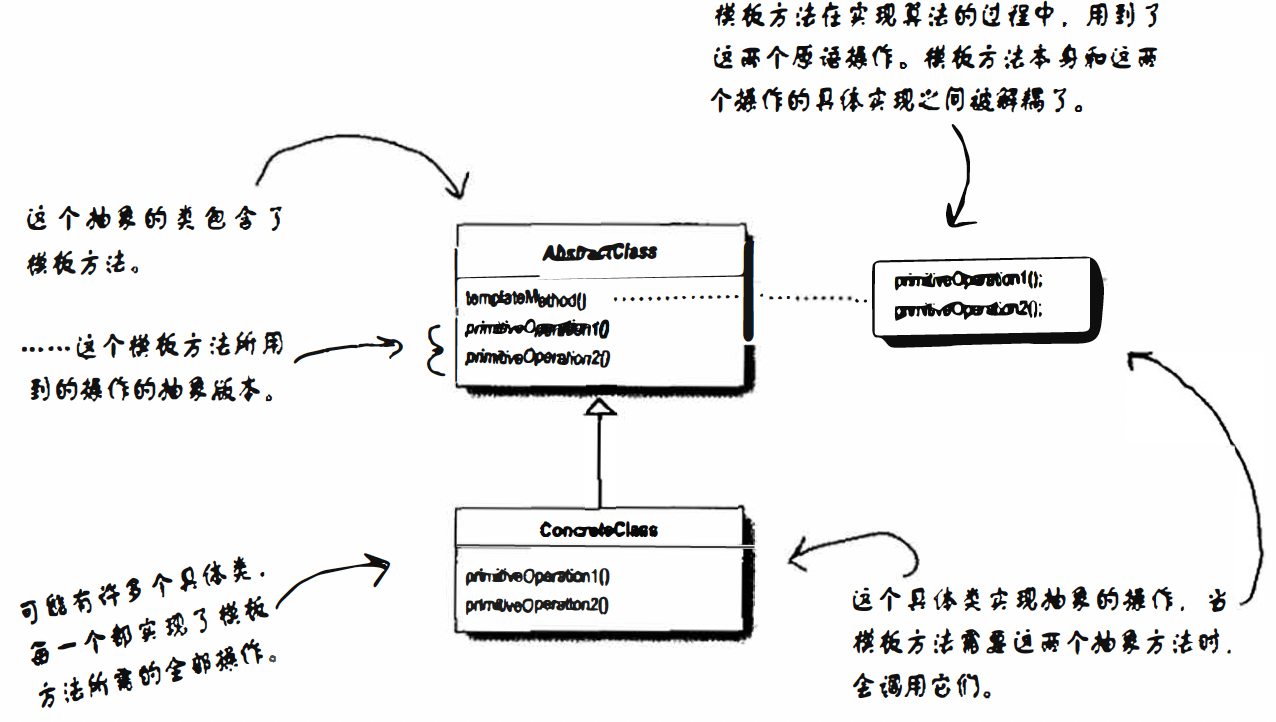 模板方法在实现算法的过程中，用到了
这两个原语操作。模板方法本身和这两
个操作的具体实现之间被解耦了。
这个抽象的类包含了
模板方法。
AbstractClass
templateMethod()
primitiveOperation1()
primitiveOperation2()
primitiveOperation1();
primitiveOperation2();
……这个模板方法所用
到的操作的抽象版本。
ConcreteClass
primitiveOperation1()
primitiveOperation2()
可能有许多个具体类，
每一个都实现了模板
方法所需的全部操作。
这个具体类实现抽象的操作，当
模板方法需要这两个抽象方法时，
会调用它们。